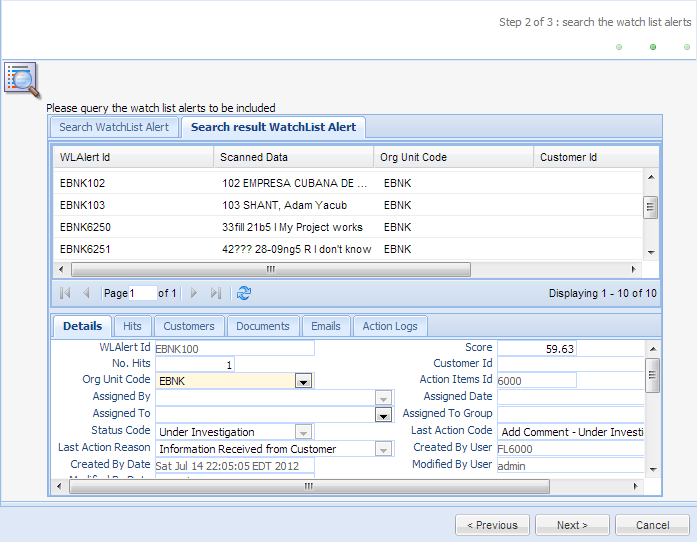 Step 2 of 3 : search the watch list alerts
Please query the watch list alerts to be included
Search WatchList Alert Search result WatchList Alert
WLAlert Id Scanned Data Org Unit Code Customer Id
EBNK102 102 EMPRESA CUBANA DE ... EBNK
EBNK103 103 SHANT, Adam Yacub EBNK
EBNK6250 33fill 21b5 I My Project works EBNK
EBNK6251 42??? 28-09ng5 R I don't know EBNK
Page 1 of 1 Displaying 1 - 10 of 10
Details Hits Customers Documents Emails Action Logs
WLAlert Id EBNK100 Score 59.63
No. Hits 1 Customer Id
Org Unit Code EBNK Action Items Id 6000
Assigned By Assigned Date
Assigned To Assigned To Group
Status Code Under Investigation Last Action Code Add Comment - Under Investi
Last Action Reason Information Received from Customer Created By User FL6000
Created By Date Sat Jul 14 22:05:05 EDT 2012 Modified By User admin
< Previous Next > Cancel